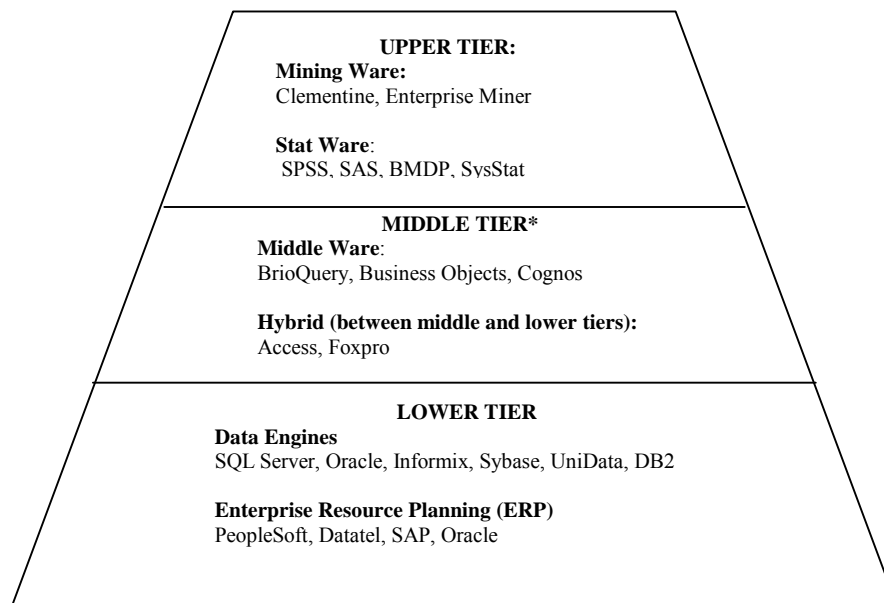 UPPER TIER:
Mining Ware:
Clementine, Enterprise Miner
Stat Ware:
SPSS, SAS, BMDP, SysStat
MIDDLE TIER*
Middle Ware:
BrioQuery, Business Objects, Cognos
Hybrid (between middle and lower tiers):
Access, Foxpro
LOWER TIER
Data Engines
SQL Server, Oracle, Informix, Sybase, UniData, DB2
Enterprise Resource Planning (ERP)
PeopleSoft, Datatel, SAP, Oracle